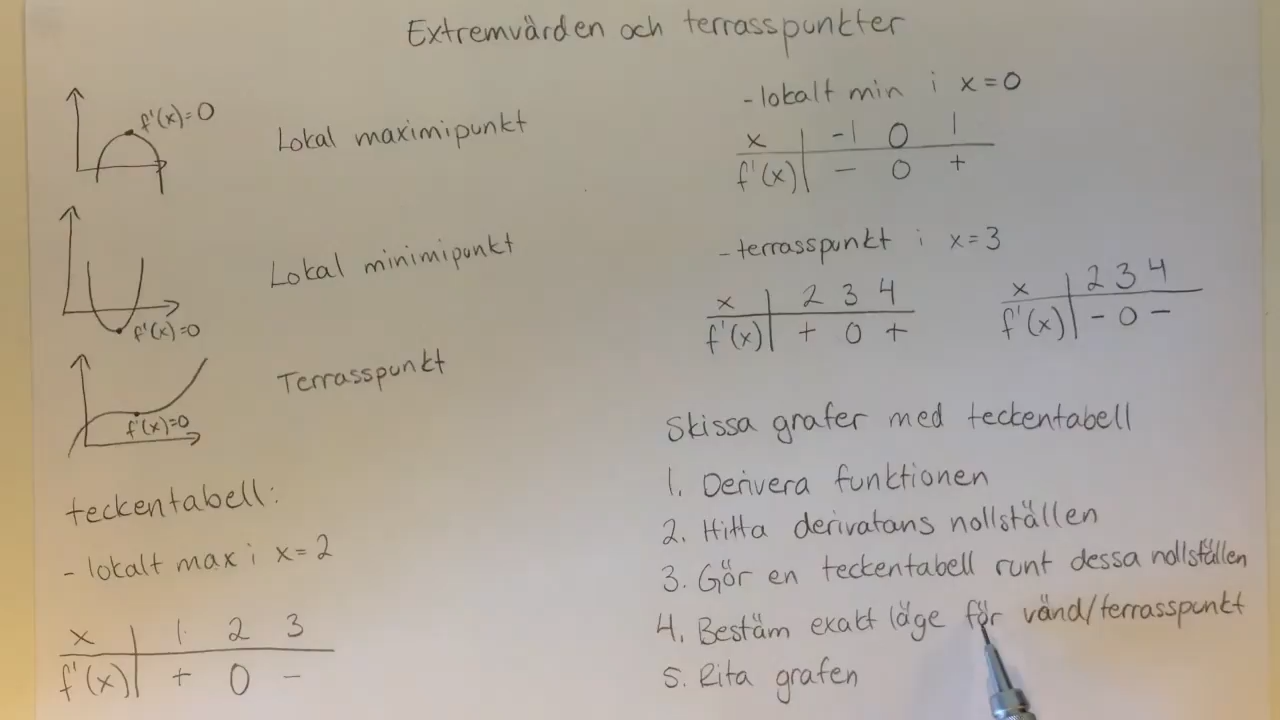 Extremvärden och terrasspunkter
f'(x)=0
Lokal maximipunkt
f'(x)=0
Lokal minimipunkt
f'(x)=0
Terrasspunkt
teckentabell:
- lokalt max i x=2
x 1 2 3
f'(x) + 0 -
- lokalt min i x=0
x -1 0 1
f'(x) - 0 +
- terrasspunkt i x=3
x 2 3 4
f'(x) + 0 +
x 2 3 4
f'(x) - 0 -
Skissa grafer med teckentabell
1. Derivera funktionen
2. Hitta derivatans nollställen
3. Gör en teckentabell runt dessa nollställen
4. Bestäm exakt läge för vänd/terrasspunkt
5. Rita grafen